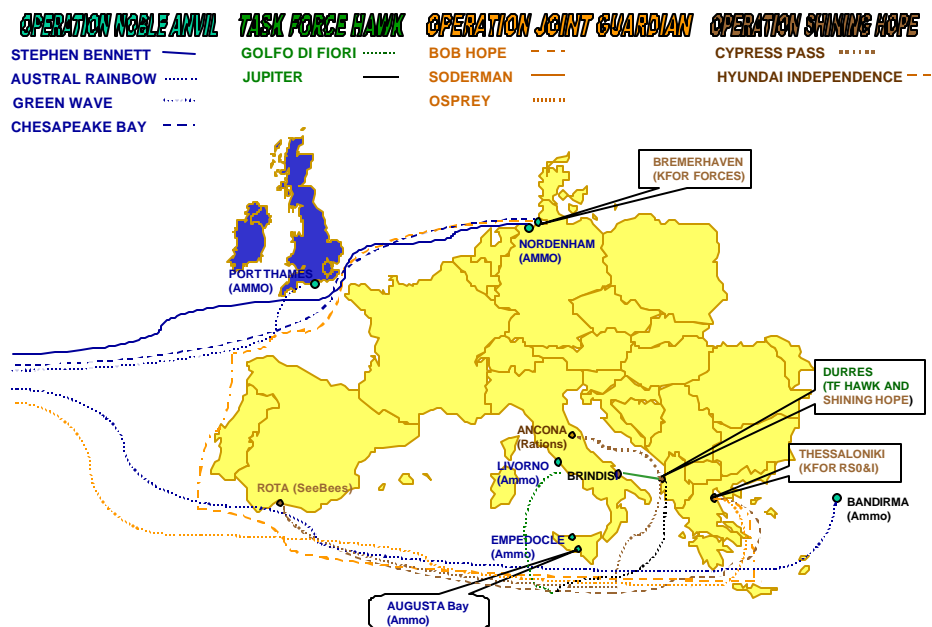 OPERATION NOBLE ANVIL
STEPHEN BENNETT
AUSTRAL RAINBOW
GREEN WAVE
CHESAPEAKE BAY
TASK FORCE HAWK
GOLFO DI FIORI
JUPITER
OPERATION JOINT GUARDIAN
BOB HOPE
SODERMAN
OSPREY
OPERATION SHINING HOPE
CYPRESS PASS
HYUNDAI INDEPENDENCE
BREMERHAVEN
(KFOR FORCES)
NORDENHAM
(AMMO)
PORT THAMES
(AMMO)
DURRES
(TF HAWK AND
SHINING HOPE)
ANCONA
(Rations)
THESSALONIKI
(KFOR RS0&I)
LIVORNO
(Ammo)
BRINDISI
ROTA (SeeBees)
BANDIRMA
(Ammo)
EMPEDOCLE
(Ammo)
AUGUSTA Bay
(Ammo)